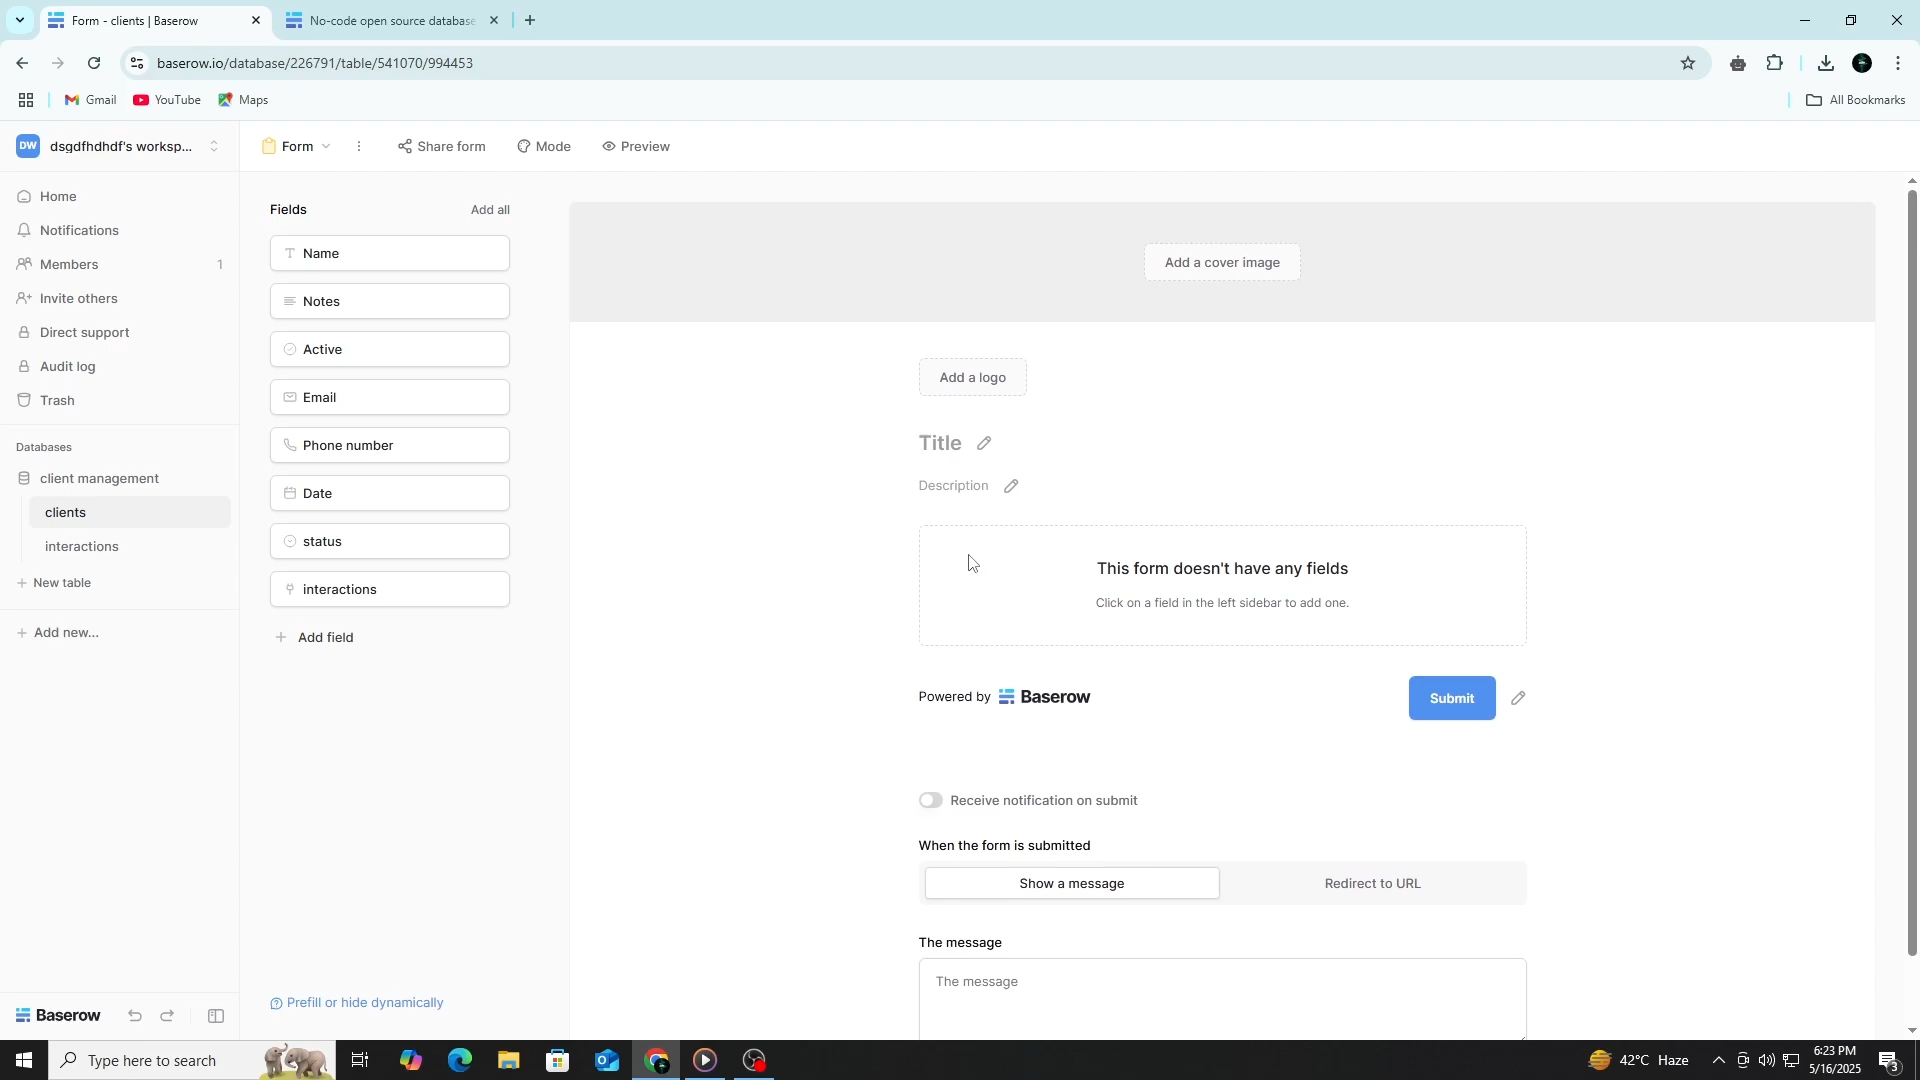 Form - clients | Baserow
No-code open source database
baserow.io/database/226791/table/541070/994453
Gmail
YouTube
Maps
All Bookmarks
DW
dsgdfhdhdf's worksp...
Form
Share form
Mode
Preview
Home
Notifications
Members
1
Invite others
Direct support
Audit log
Trash
Databases
client management
clients
interactions
+ New table
+ Add new...
Fields
Add all
Name
Notes
Active
Email
Phone number
Date
status
interactions
+ Add field
Prefill or hide dynamically
Add a cover image
Add a logo
Title
Description
This form doesn't have any fields
Click on a field in the left sidebar to add one.
Powered by Baserow
Submit
Receive notification on submit
When the form is submitted
Show a message
Redirect to URL
The message
The message
Baserow
Type here to search
42°C Haze
6:23 PM
5/16/2025
3